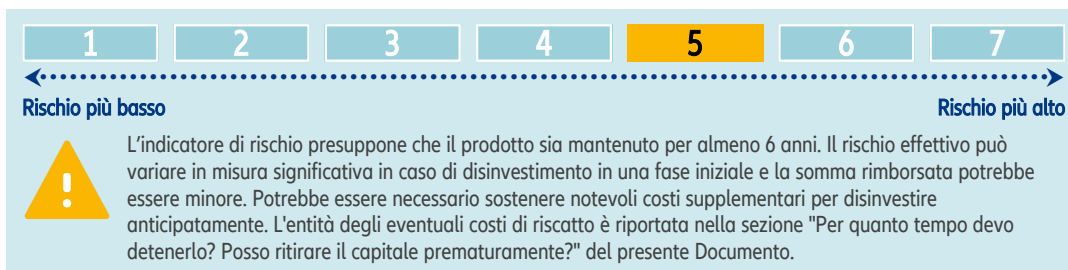 1 2 3 4 5 6 7
Rischio più basso Rischio più alto
L'indicatore di rischio presuppone che il prodotto sia mantenuto per almeno 6 anni. Il rischio effettivo può
variare in misura significativa in caso di disinvestimento in una fase iniziale e la somma rimborsata potrebbe
essere minore. Potrebbe essere necessario sostenere notevoli costi supplementari per disinvestire
anticipatamente. L'entità degli eventuali costi di riscatto è riportata nella sezione "Per quanto tempo devo
detenerlo? Posso ritirare il capitale prematuramente?" del presente Documento.